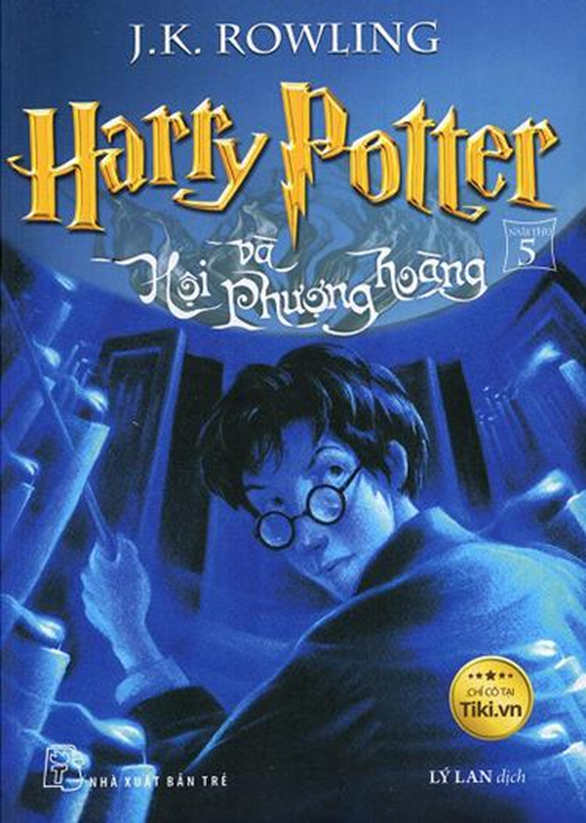 J.K. ROWLING
Harry Potter
và
Hội Phượng hoàng
NĂM THỨ
5
CHỈ CÓ TẠI
Tiki.vn
NHÀ XUẤT BẢN TRẺ
LÝ LAN dịch